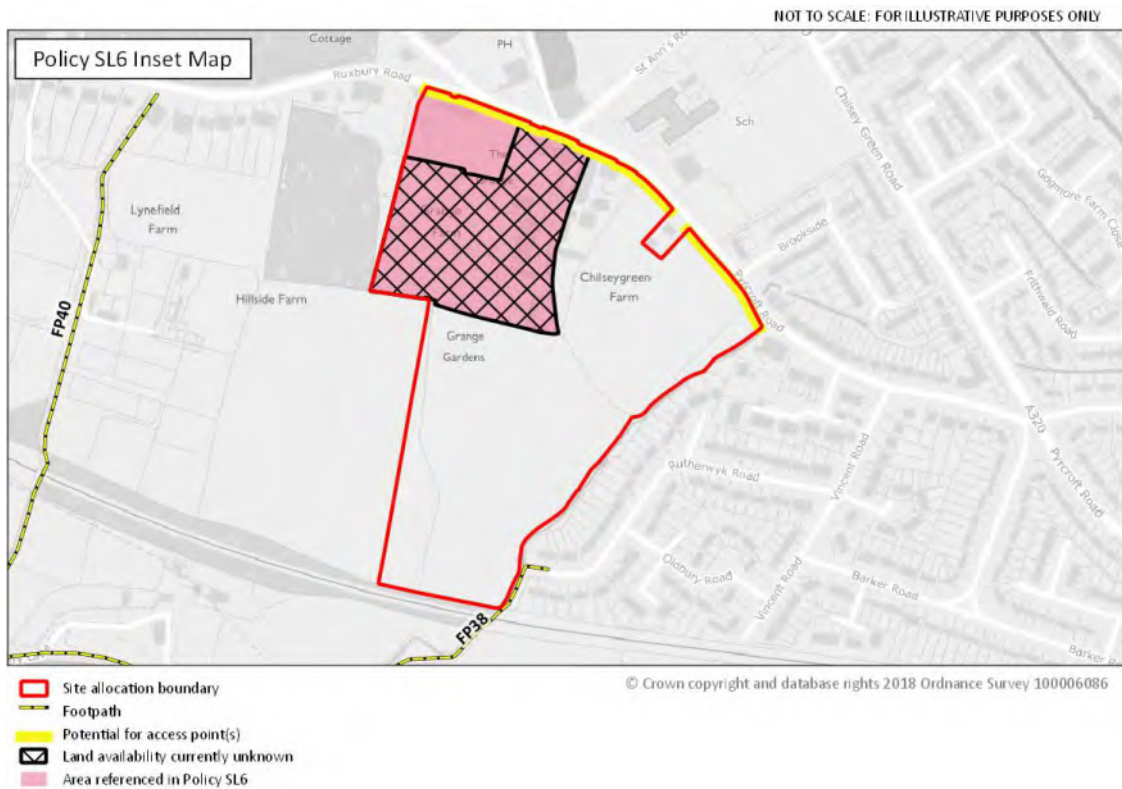 NOT TO SCALE: FOR ILLUSTRATIVE PURPOSES ONLY
Policy SL6 Inset Map
Cottage
PH
St Ann's Ro
Ruxbury Road
Sch
Chilsey Green Road
Gogmore Farm Close
Lynefield
Farm
Brookside
Chilseygreen
Farm
Pyrcroft Road
Frithwald Road
Hillside Farm
FP40
Grange
Gardens
A320
Pyrcroft Road
Vincent Road
Oldbury Road
Vincent Road
Barker Road
Barker Ro
FP38
© Crown copyright and database rights 2018 Ordnance Survey 100006086
Site allocation boundary
Footpath
Potential for access point(s)
Land availability currently unknown
Area referenced in Policy SL6